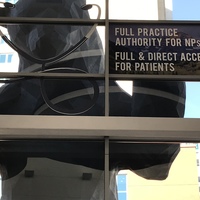 FULL PRACTICE
AUTHORITY FOR NPs
FULL & DIRECT ACCE
FOR PATIENTS